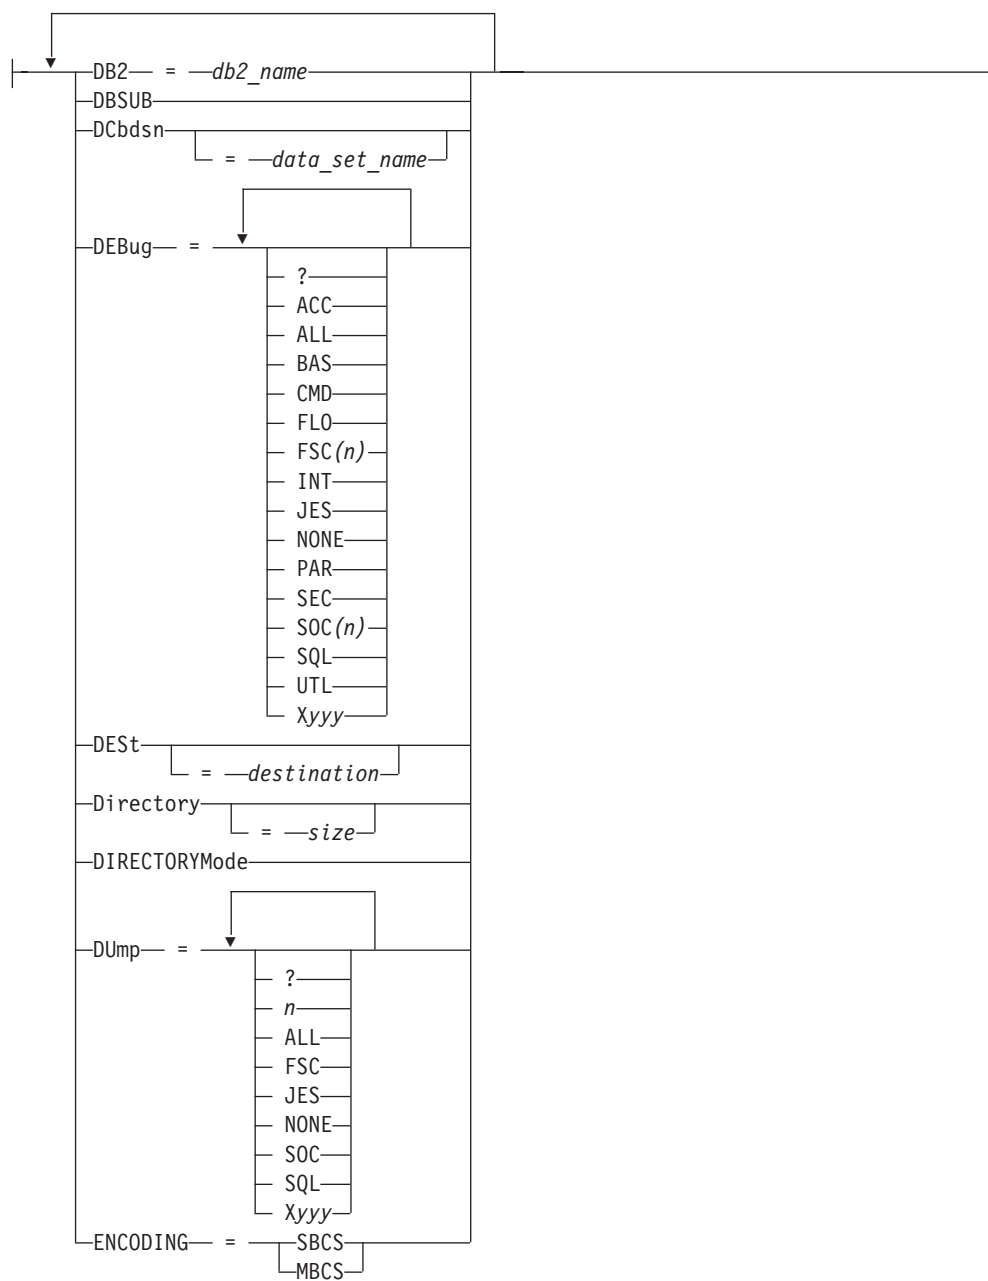 DB2 = db2_name
DBSUB
DCbdsn
= data_set_name
DEBug =
?
ACC
ALL
BAS
CMD
FLO
FSC(n)
INT
JES
NONE
PAR
SEC
SOC(n)
SQL
UTL
Xyyy
DESt
= destination
Directory
= size
DIRECTORYMode
DUmp =
?
n
ALL
FSC
JES
NONE
SOC
SQL
Xyyy
ENCODING = SBCS
MBCS